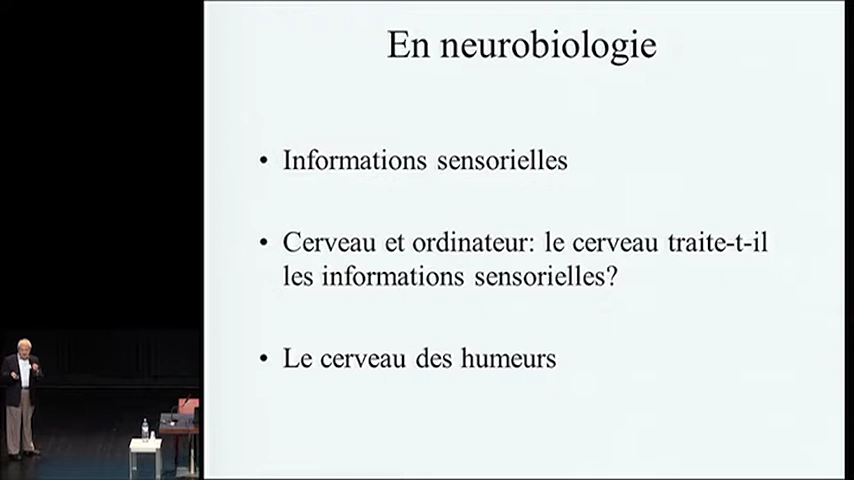 En neurobiologie
• Informations sensorielles
• Cerveau et ordinateur: le cerveau traite-t-il
les informations sensorielles?
• Le cerveau des humeurs